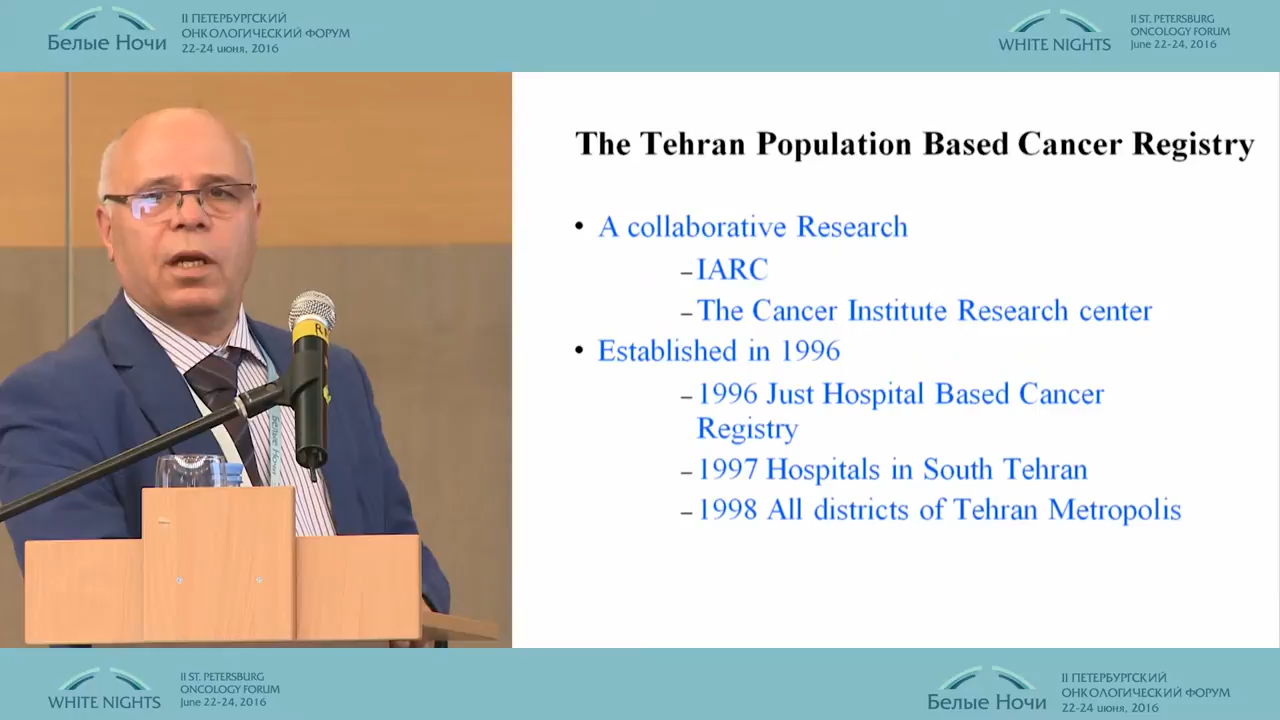 Белые Ночи
II ПЕТЕРБУРГСКИЙ
ОНКОЛОГИЧЕСКИЙ ФОРУМ
22-24 июня, 2016
WHITE NIGHTS
II ST. PETERSBURG
ONCOLOGY FORUM
June 22-24, 2016
The Tehran Population Based Cancer Registry
• A collaborative Research
– IARC
– The Cancer Institute Research center
• Established in 1996
– 1996 Just Hospital Based Cancer
Registry
– 1997 Hospitals in South Tehran
– 1998 All districts of Tehran Metropolis
Белые Ночи
WHITE NIGHTS
II ST. PETERSBURG
ONCOLOGY FORUM
June 22-24, 2016
Белые Ночи
II ПЕТЕРБУРГСКИЙ
ОНКОЛОГИЧЕСКИЙ ФОРУМ
22-24 июня, 2016